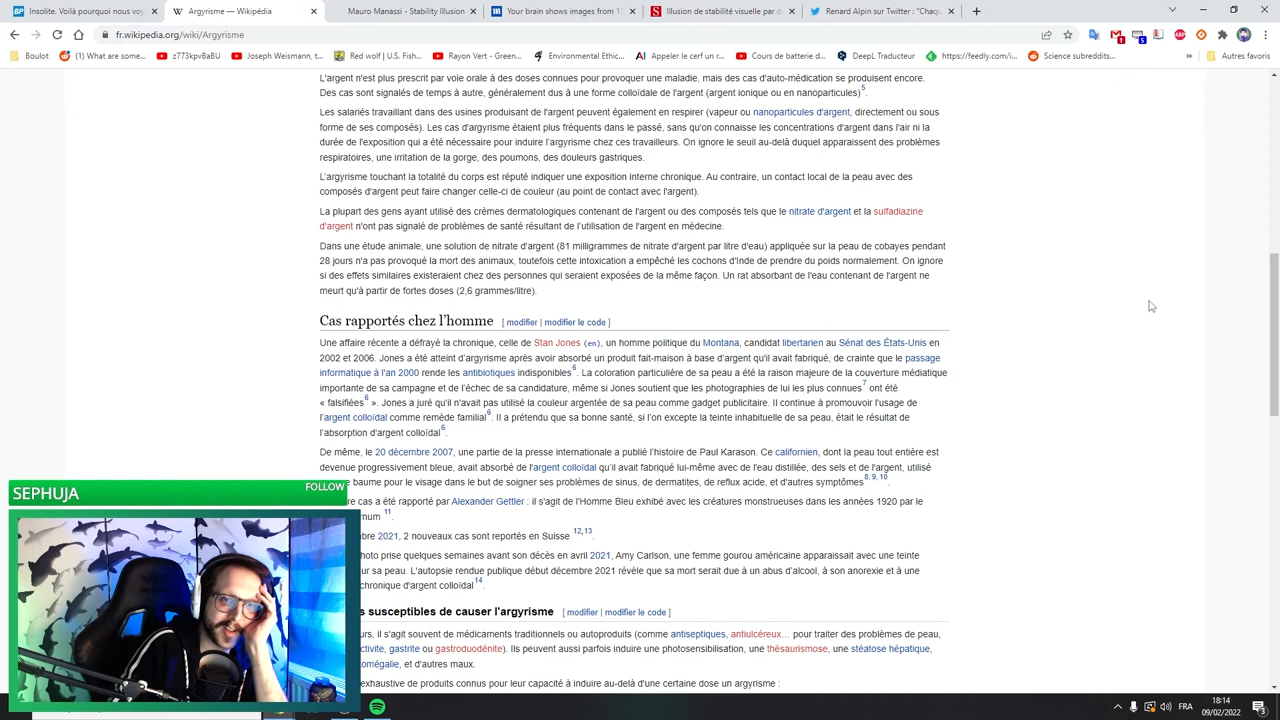 Insolite. Pourquoi nous voy
Argyrisme — Wikipédia
Mauro Manassi - Stability Illusion
Your brain shows images from 15
Illusion de stabilité visuelle par d
Renard Alpin sur Twitter : "Chaq
fr.wikipedia.org/wiki/Argyrisme
Boulot
(1) What are some...
z773kpvBaBU
Joseph Weismann, t...
Red wolf | U.S. Fish...
Rayon Vert - Green...
Environmental Ethic...
Appeler le cerf un r...
Cours de batterie d...
DeepL Traducteur
https://feedly.com/i...
Science subreddits...
Autres favoris
L'argent n'est plus prescrit par voie orale à des doses connues pour provoquer une maladie, mais des cas d'auto-médication se produisent encore.
Des cas sont signalés de temps à autre, généralement dus à une forme colloïdale de l'argent (argent ionique ou en nanoparticules)5.
Les salariés travaillant dans des usines produisant de l'argent peuvent également en respirer (vapeur ou nanoparticules d'argent, directement ou sous
forme de ses composés). Les cas d'argyrisme étaient plus fréquents dans le passé, sans qu'on connaisse les concentrations d'argent dans l'air ni la
durée de l'exposition qui a été nécessaire pour induire l'argyrisme chez ces travailleurs. On ignore le seuil au-delà duquel apparaissent des problèmes
respiratoires, une irritation de la gorge, des poumons, des douleurs gastriques.
L'argyrisme touchant la totalité du corps est réputé indiquer une exposition interne chronique. Au contraire, un contact local de la peau avec des
composés d'argent peut faire changer celle-ci de couleur (au point de contact avec l'argent).
La plupart des gens ayant utilisé des crèmes dermatologiques contenant de l'argent ou des composés tels que le nitrate d'argent et la sulfadiazine
d'argent n'ont pas signalé de problèmes de santé résultant de l'utilisation de l'argent en médecine.
Dans une étude animale, une solution de nitrate d'argent (81 milligrammes de nitrate d'argent par litre d'eau) appliquée sur la peau de cobayes pendant
28 jours n'a pas provoqué la mort des animaux, toutefois cette intoxication a empêché les cochons d'Inde de prendre du poids normalement. On ignore
si des effets similaires existeraient chez des personnes qui seraient exposées de la même façon. Un rat absorbant de l'eau contenant de l'argent ne
meurt qu'à partir de fortes doses (2,6 grammes/litre).
Cas rapportés chez l'homme [ modifier | modifier le code ]
Une affaire récente a défrayé la chronique, celle de Stan Jones (en), un homme politique du Montana, candidat libertarien au Sénat des États-Unis en
2002 et 2006. Jones a été atteint d'argyrisme après avoir absorbé un produit fait-maison à base d'argent qu'il avait fabriqué, de crainte que le passage
informatique à l'an 2000 rende les antibiotiques indisponibles6. La coloration particulière de sa peau a été la raison majeure de la couverture médiatique
importante de sa campagne et de l'échec de sa candidature, même si Jones soutient que les photographies de lui les plus connues7 ont été
« falsifiées6 ». Jones a juré qu'il n'avait pas utilisé la couleur argentée de sa peau comme gadget publicitaire. Il continue à promouvoir l'usage de
l'argent colloïdal comme remède familial6. Il a prétendu que sa bonne santé, si l'on excepte la teinte inhabituelle de sa peau, était le résultat de
l'absorption d'argent colloïdal6.
De même, le 20 décembre 2007, une partie de la presse internationale a publié l'histoire de Paul Karason. Ce californien, dont la peau tout entière est
devenue progressivement bleue, avait absorbé de l'argent colloïdal qu'il avait fabriqué lui-même avec de l'eau distillée, des sels et de l'argent, utilisé
baume pour le visage dans le but de soigner ses problèmes de sinus, de dermatites, de reflux acide, et d'autres symptômes8, 9, 10.
re cas a été rapporté par Alexander Gettler : il s'agit de l'Homme Bleu exhibé avec les créatures monstrueuses dans les années 1920 par le
mum 11.
bre 2021, 2 nouveaux cas sont reportés en Suisse 12,13.
hoto prise quelques semaines avant son décès en avril 2021, Amy Carlson, une femme gourou américaine apparaissait avec une teinte
ur sa peau. L'autopsie rendue publique début décembre 2021 révèle que sa mort serait due à un abus d'alcool, à son anorexie et à une
chronique d'argent colloïdal14.
s susceptibles de causer l'argyrisme [ modifier | modifier le code ]
urs, il s'agit souvent de médicaments traditionnels ou autoproduits (comme antiseptiques, antiulcéreux... pour traiter des problèmes de peau,
ctivite, gastrite ou gastroduodénite). Ils peuvent aussi parfois induire une photosensibilisation, une thésaurismose, une stéatose hépatique,
omégalie, et d'autres maux.
exhaustive de produits connus pour leur capacité à induire au-delà d'une certaine dose un argyrisme :
SEPHUJA
FOLLOW
FRA
18:14
09/02/2022